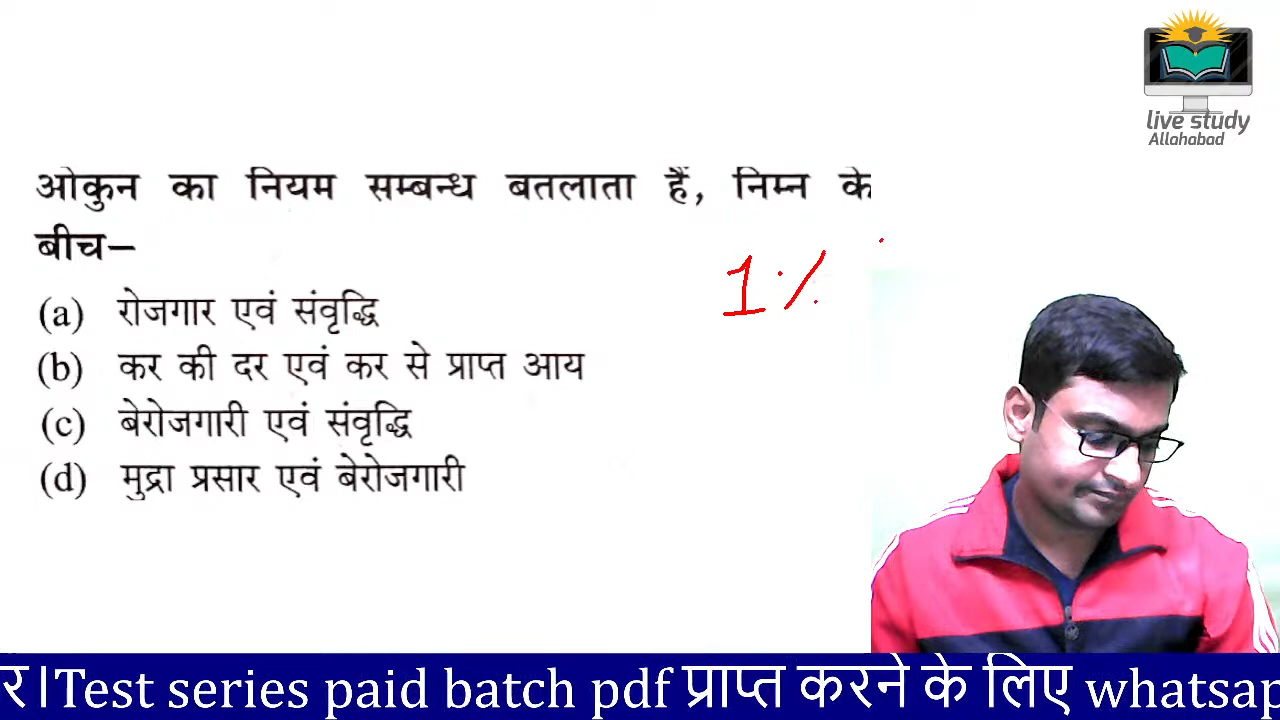 live study
Allahabad
ओकुन का नियम सम्बन्ध बतलाता हैं, निम्न के
बीच–
(a) रोजगार एवं संवृद्धि
(b) कर की दर एवं कर से प्राप्त आय
(c) बेरोजगारी एवं संवृद्धि
(d) मुद्रा प्रसार एवं बेरोजगारी
1%
र।Test series paid batch pdf प्राप्त करने के लिए whatsap